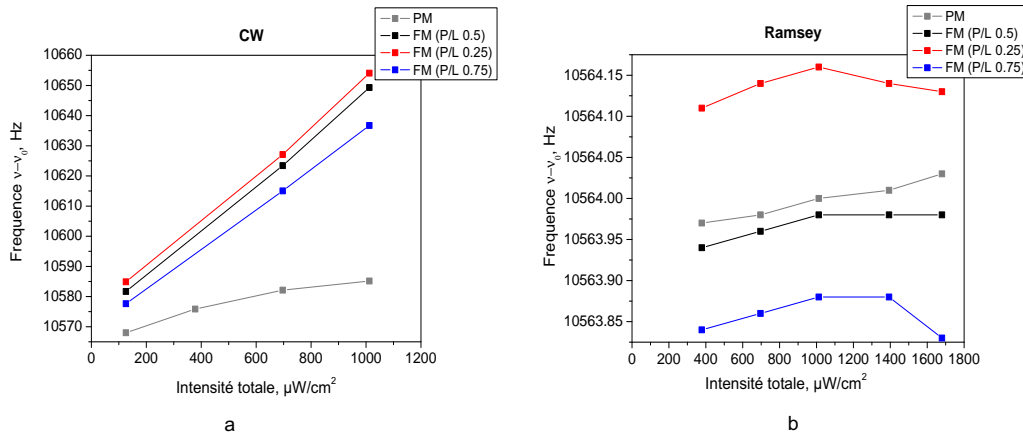 CW
PM
FM (P/L 0.5)
FM (P/L 0.25)
FM (P/L 0.75)
10660
10650
10640
10630
10620
10610
10600
10590
10580
10570
Frequence ν−ν₀, Hz
0 200 400 600 800 1000 1200
Intensité totale, µW/cm²
a
Ramsey
PM
FM (P/L 0.5)
FM (P/L 0.25)
FM (P/L 0.75)
10564.15
10564.10
10564.05
10564.00
10563.95
10563.90
10563.85
Frequence ν−ν₀, Hz
0 200 400 600 800 1000 1200 1400 1600 1800
Intensité totale, µW/cm²
b